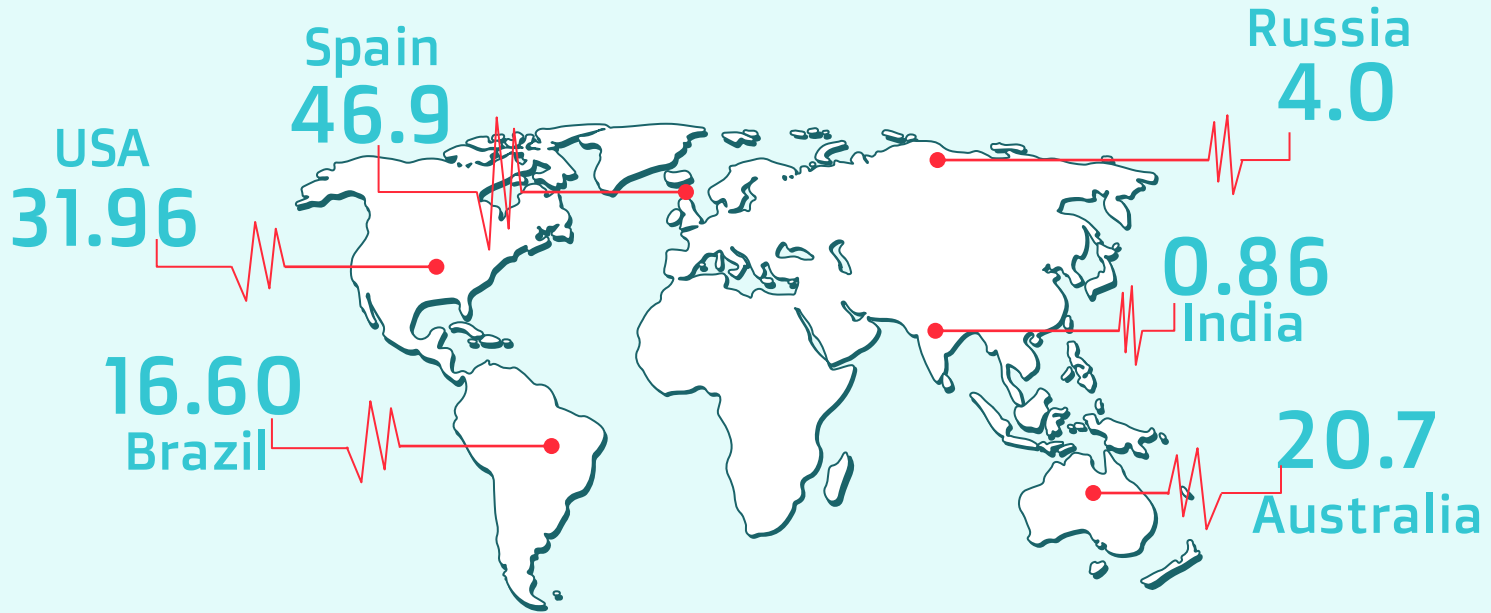 Spain
46.9
Russia
4.0
USA
31.96
0.86
India
16.60
Brazil
20.7
Australia